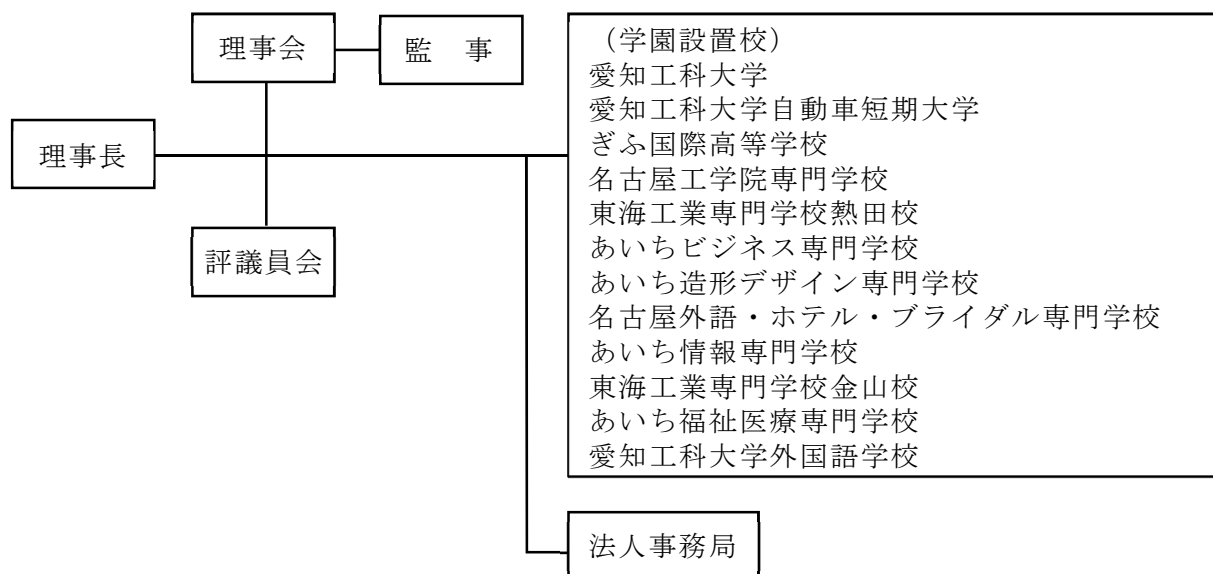 理事会
監　事
理事長
評議員会
（学園設置校）
愛知工科大学
愛知工科大学自動車短期大学
ぎふ国際高等学校
名古屋工学院専門学校
東海工業専門学校熱田校
あいちビジネス専門学校
あいち造形デザイン専門学校
名古屋外語・ホテル・ブライダル専門学校
あいち情報専門学校
東海工業専門学校金山校
あいち福祉医療専門学校
愛知工科大学外国語学校
法人事務局